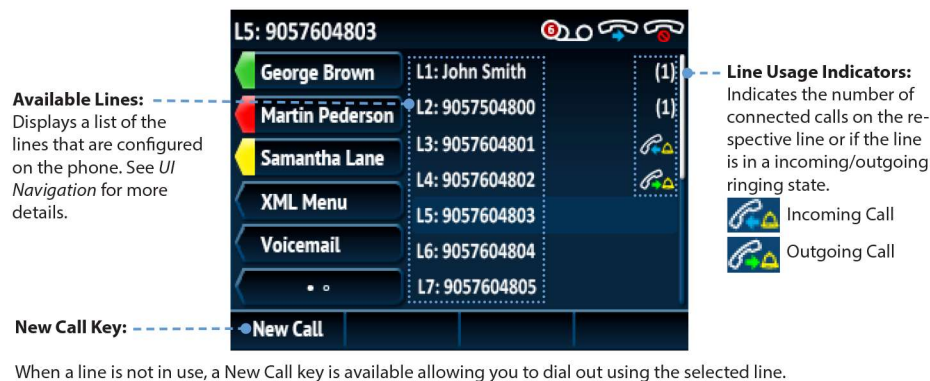 L5: 9057604803
6
George Brown
Martin Pederson
Samantha Lane
XML Menu
Voicemail
L1: John Smith (1)
L2: 9057504800 (1)
L3: 9057604801
L4: 9057604802
L5: 9057604803
L6: 9057604804
L7: 9057604805
New Call
Available Lines:
Displays a list of the
lines that are configured
on the phone. See UI
Navigation for more
details.
New Call Key:
Line Usage Indicators:
Indicates the number of
connected calls on the re-
spective line or if the line
is in a incoming/outgoing
ringing state.
Incoming Call
Outgoing Call
When a line is not in use, a New Call key is available allowing you to dial out using the selected line.